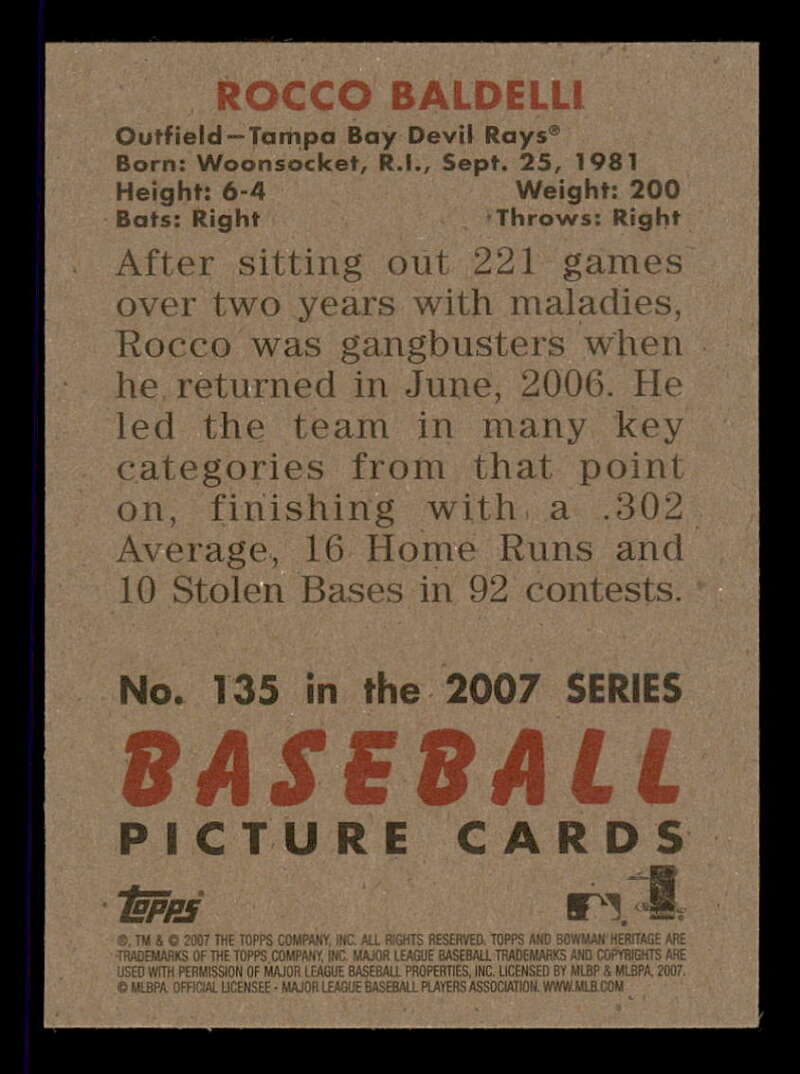 ROCCO BALDELLI
Outfield—Tampa Bay Devil Rays®
Born: Woonsocket, R.I., Sept. 25, 1981
Height: 6-4 Weight: 200
Bats: Right Throws: Right
After sitting out 221 games
over two years with maladies,
Rocco was gangbusters when
he returned in June, 2006. He
led the team in many key
categories from that point
on, finishing with a .302
Average, 16 Home Runs and
10 Stolen Bases in 92 contests.
No. 135 in the 2007 SERIES
BASEBALL
PICTURE CARDS
Topps
®, TM & © 2007 THE TOPPS COMPANY, INC. ALL RIGHTS RESERVED. TOPPS AND BOWMAN HERITAGE ARE
TRADEMARKS OF THE TOPPS COMPANY, INC. MAJOR LEAGUE BASEBALL TRADEMARKS AND COPYRIGHTS ARE
USED WITH PERMISSION OF MAJOR LEAGUE BASEBALL PROPERTIES, INC. LICENSED BY MLBP & MLBPA, 2007.
© MLBPA. OFFICIAL LICENSEE - MAJOR LEAGUE BASEBALL PLAYERS ASSOCIATION. WWW.MLB.COM